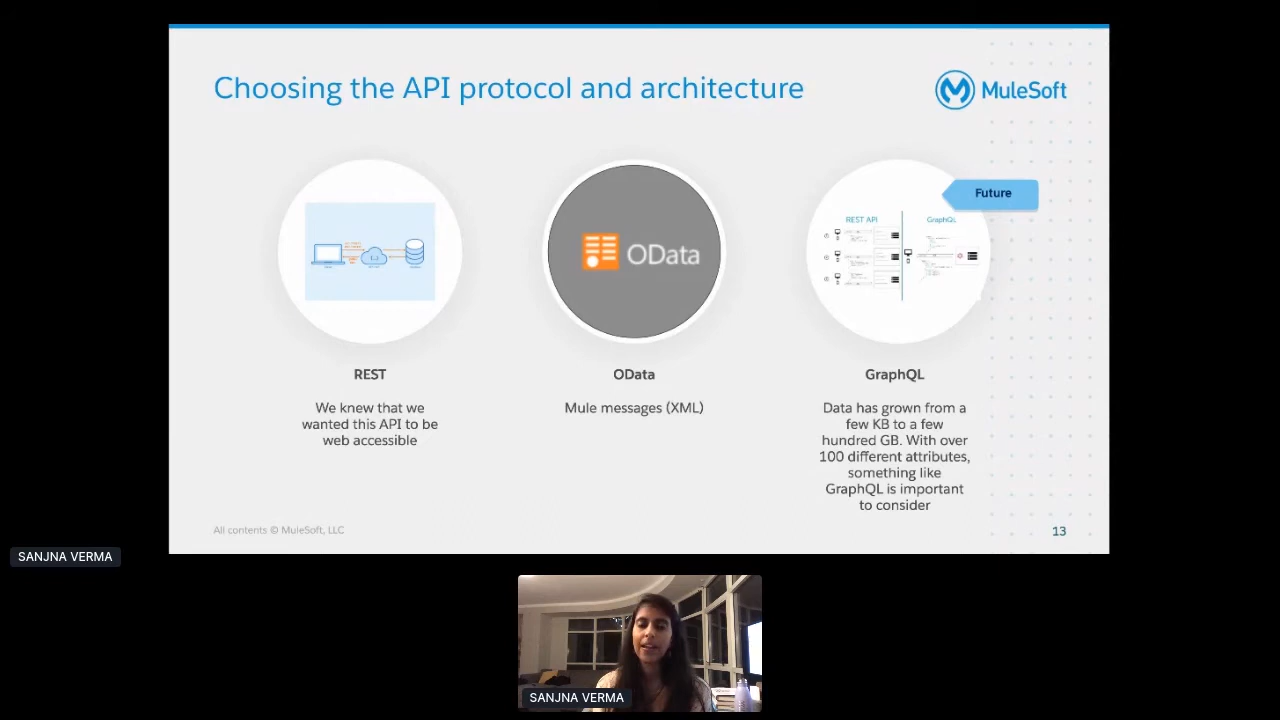 Choosing the API protocol and architecture
MuleSoft
Future
REST API
GraphQL
OData
REST
We knew that we
wanted this API to be
web accessible
OData
Mule messages (XML)
GraphQL
Data has grown from a
few KB to a few
hundred GB. With over
100 different attributes,
something like
GraphQL is important
to consider
All contents © MuleSoft, LLC
13
SANJNA VERMA
SANJNA VERMA